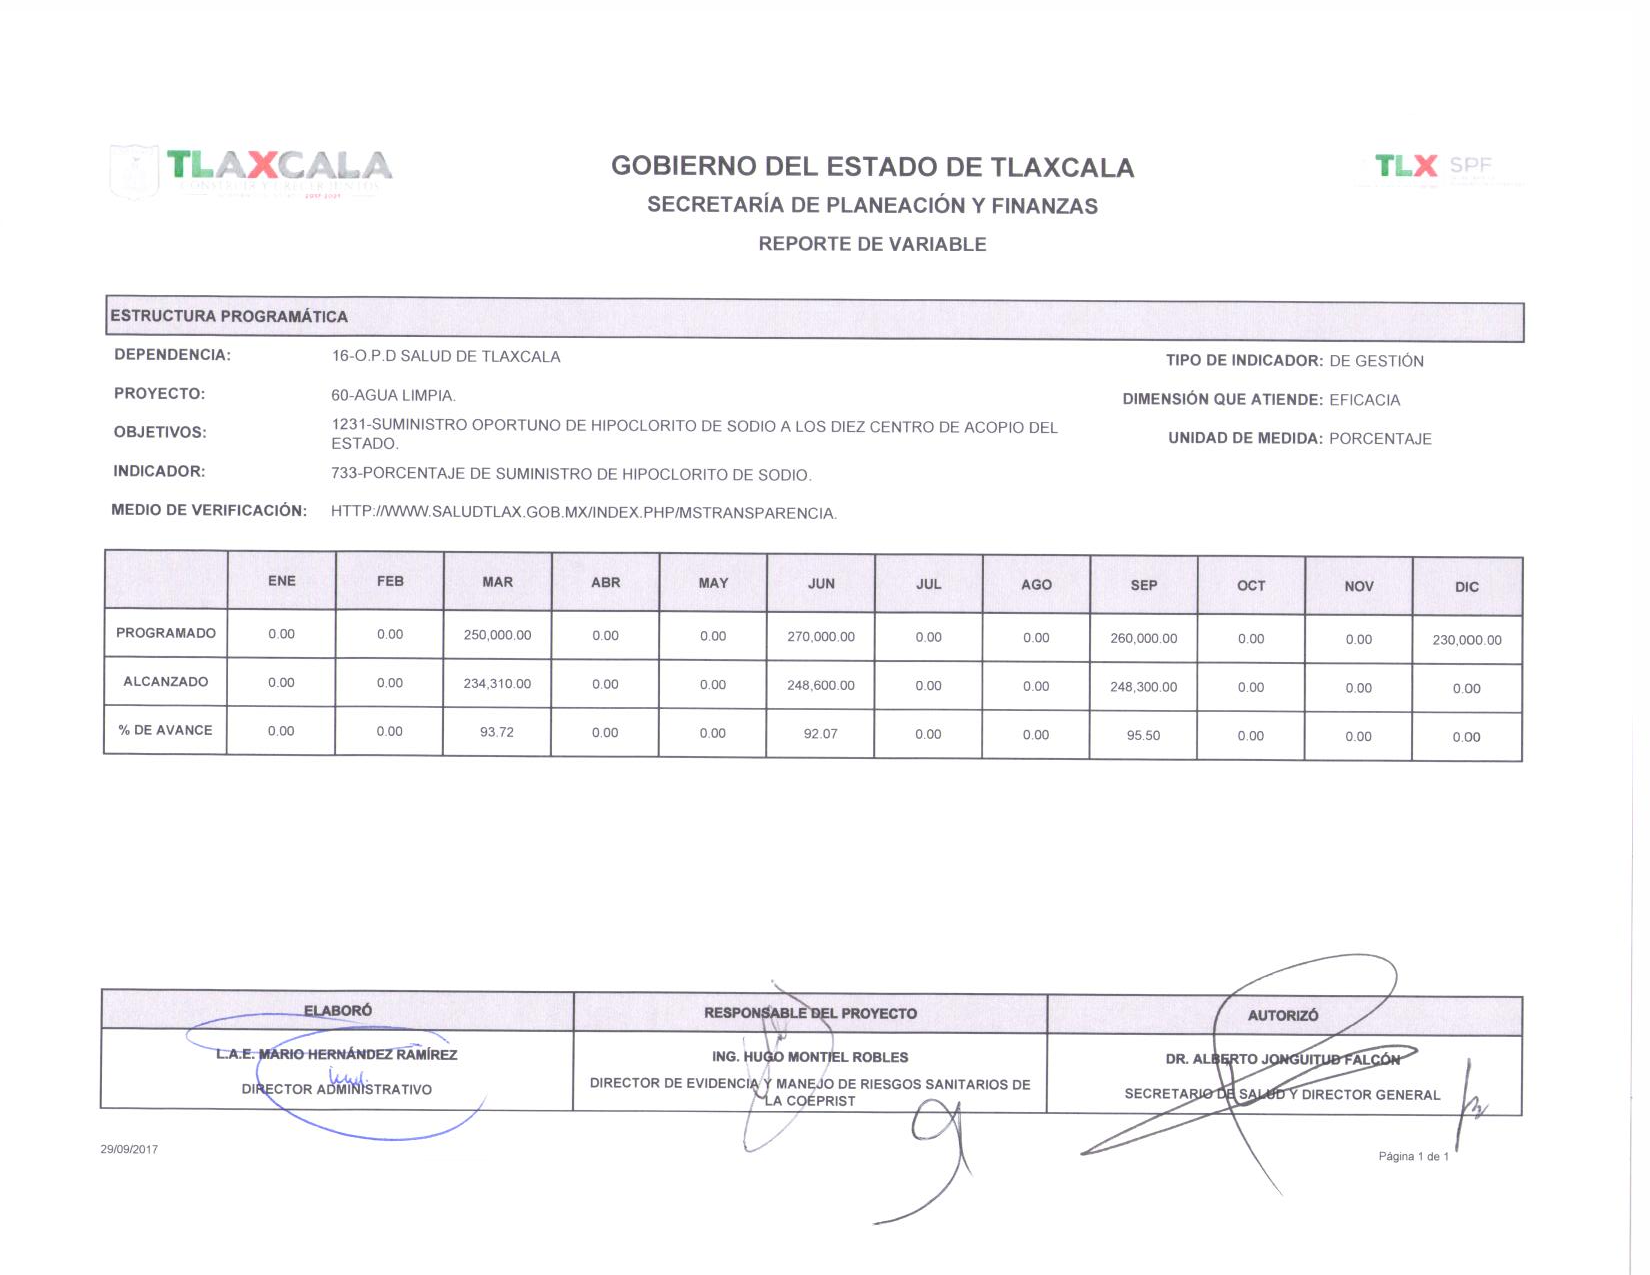 TLAXCALA
CONSTRUIR Y CRECER JUNTOS
2017-2021
GOBIERNO DEL ESTADO DE TLAXCALA
SECRETARÍA DE PLANEACIÓN Y FINANZAS
REPORTE DE VARIABLE
TLX SPF
ESTRUCTURA PROGRAMÁTICA
DEPENDENCIA: 16-O.P.D SALUD DE TLAXCALA TIPO DE INDICADOR: DE GESTIÓN
PROYECTO: 60-AGUA LIMPIA. DIMENSIÓN QUE ATIENDE: EFICACIA
OBJETIVOS: 1231-SUMINISTRO OPORTUNO DE HIPOCLORITO DE SODIO A LOS DIEZ CENTRO DE ACOPIO DEL
ESTADO. UNIDAD DE MEDIDA: PORCENTAJE
INDICADOR: 733-PORCENTAJE DE SUMINISTRO DE HIPOCLORITO DE SODIO.
MEDIO DE VERIFICACIÓN: HTTP://WWW.SALUDTLAX.GOB.MX/INDEX.PHP/MSTRANSPARENCIA.
ENE FEB MAR ABR MAY JUN JUL AGO SEP OCT NOV DIC
PROGRAMADO 0.00 0.00 250,000.00 0.00 0.00 270,000.00 0.00 0.00 260,000.00 0.00 0.00 230,000.00
ALCANZADO 0.00 0.00 234,310.00 0.00 0.00 248,600.00 0.00 0.00 248,300.00 0.00 0.00 0.00
% DE AVANCE 0.00 0.00 93.72 0.00 0.00 92.07 0.00 0.00 95.50 0.00 0.00 0.00
ELABORÓ RESPONSABLE DEL PROYECTO AUTORIZÓ
L.A.E. MARIO HERNÁNDEZ RAMÍREZ ING. HUGO MONTIEL ROBLES DR. ALBERTO JONGUITUD FALCÓN
DIRECTOR ADMINISTRATIVO DIRECTOR DE EVIDENCIA Y MANEJO DE RIESGOS SANITARIOS DE SECRETARIO DE SALUD Y DIRECTOR GENERAL
LA COEPRIST
29/09/2017 Página 1 de 1